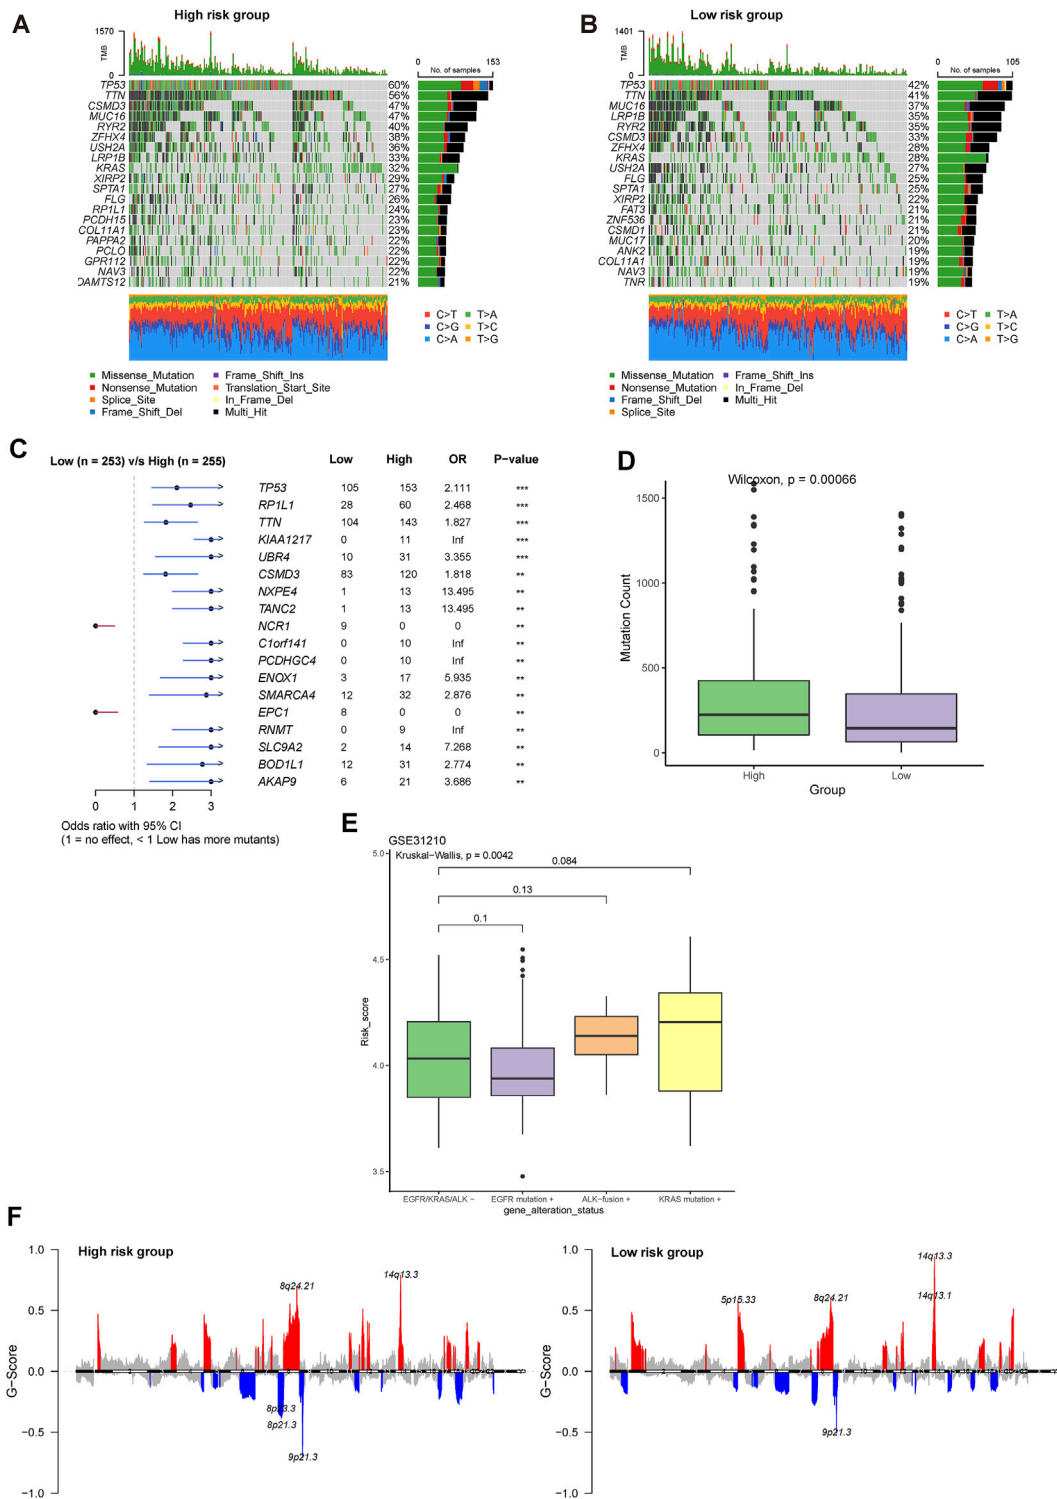 A
High risk group
1570
TMB
0
0 153
No. of samples
TP53 60%
TTN 56%
CSMD3 47%
MUC16 47%
RYR2 40%
ZFHX4 38%
USH2A 36%
LRP1B 33%
KRAS 32%
XIRP2 29%
SPTA1 27%
FLG 26%
RP1L1 24%
PCDH15 23%
COL11A1 23%
PAPPA2 22%
PCLO 22%
GPR112 22%
NAV3 22%
DAMTS12 21%
C>T T>A
C>G T>C
C>A T>G
Missense_Mutation Frame_Shift_Ins
Nonsense_Mutation Translation_Start_Site
Splice_Site In_Frame_Del
Frame_Shift_Del Multi_Hit
B
Low risk group
1401
TMB
0
0 105
No. of samples
TP53 42%
TTN 41%
MUC16 37%
LRP1B 35%
RYR2 35%
CSMD3 33%
ZFHX4 28%
KRAS 28%
USH2A 27%
FLG 25%
SPTA1 25%
XIRP2 22%
FAT3 21%
ZNF536 21%
CSMD1 21%
MUC17 20%
ANK2 19%
COL11A1 19%
NAV3 19%
TNR 19%
C>T T>A
C>G T>C
C>A T>G
Missense_Mutation Frame_Shift_Ins
Nonsense_Mutation In_Frame_Del
Frame_Shift_Del Multi_Hit
Splice_Site
C
Low (n = 253) v/s High (n = 255) Low High OR P−value
TP53 105 153 2.111 ***
RP1L1 28 60 2.468 ***
TTN 104 143 1.827 ***
KIAA1217 0 11 Inf ***
UBR4 10 31 3.355 ***
CSMD3 83 120 1.818 **
NXPE4 1 13 13.495 **
TANC2 1 13 13.495 **
NCR1 9 0 0 **
C1orf141 0 10 Inf **
PCDHGC4 0 10 Inf **
ENOX1 3 17 5.935 **
SMARCA4 12 32 2.876 **
EPC1 8 0 0 **
RNMT 0 9 Inf **
SLC9A2 2 14 7.268 **
BOD1L1 12 31 2.774 **
AKAP9 6 21 3.686 **
0 1 2 3
Odds ratio with 95% CI
(1 = no effect, < 1 Low has more mutants)
D
Wilcoxon, p = 0.00066
1500
1000
500
0
Mutation Count
High Low
Group
E
GSE31210
Kruskal−Wallis, p = 0.0042
0.084
0.13
0.1
5.0
4.5
4.0
3.5
Risk_score
EGFR/KRAS/ALK − EGFR mutation + ALK−fusion + KRAS mutation +
gene_alteration_status
F
High risk group
1.0
0.5
0.0
−0.5
−1.0
G−Score
8q24.21
14q13.3
8p21.3
9p21.3
Low risk group
1.0
0.5
0.0
−0.5
−1.0
G−Score
14q13.3
5p15.33
8q24.21
14q13.1
9p21.3